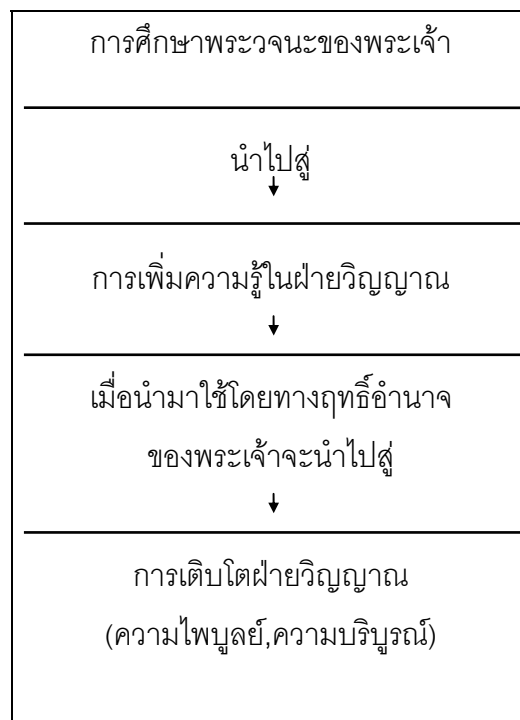 การศึกษาพระวจนะของพระเจ้า
นำไปสู่
การเพิ่มความรู้ในฝ่ายวิญญาณ
เมื่อนำมาใช้โดยทางฤทธิ์อำนาจ
ของพระเจ้าจะนำไปสู่
การเติบโตฝ่ายวิญญาณ
(ความไพบูลย์,ความบริบูรณ์)